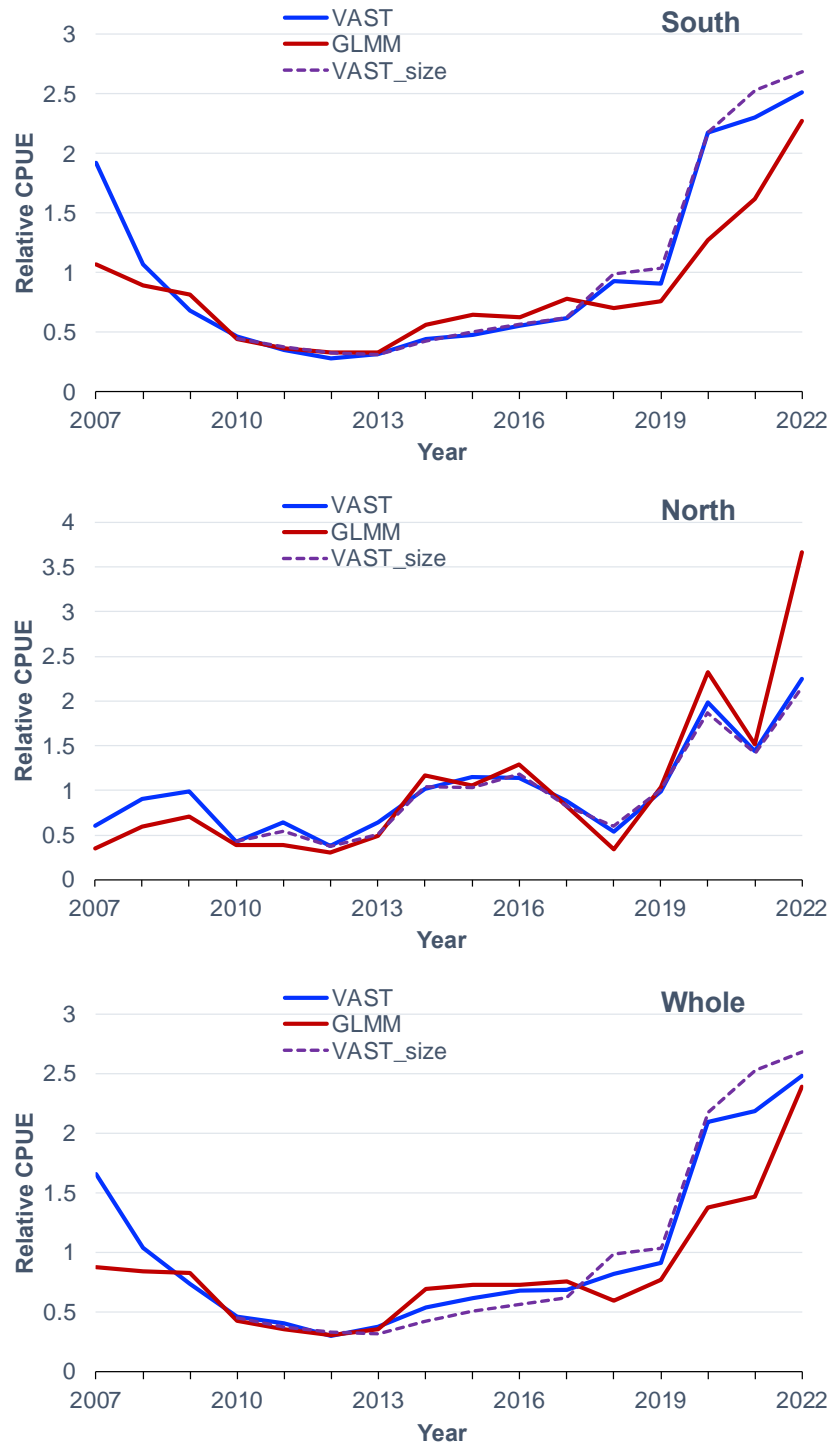 South
VAST
GLMM
VAST_size
3
2.5
2
1.5
1
0.5
0
Relative CPUE
2007 2010 2013 2016 2019 2022
Year
North
VAST
GLMM
VAST_size
4
3.5
3
2.5
2
1.5
1
0.5
0
Relative CPUE
2007 2010 2013 2016 2019 2022
Year
Whole
VAST
GLMM
VAST_size
3
2.5
2
1.5
1
0.5
0
Relative CPUE
2007 2010 2013 2016 2019 2022
Year